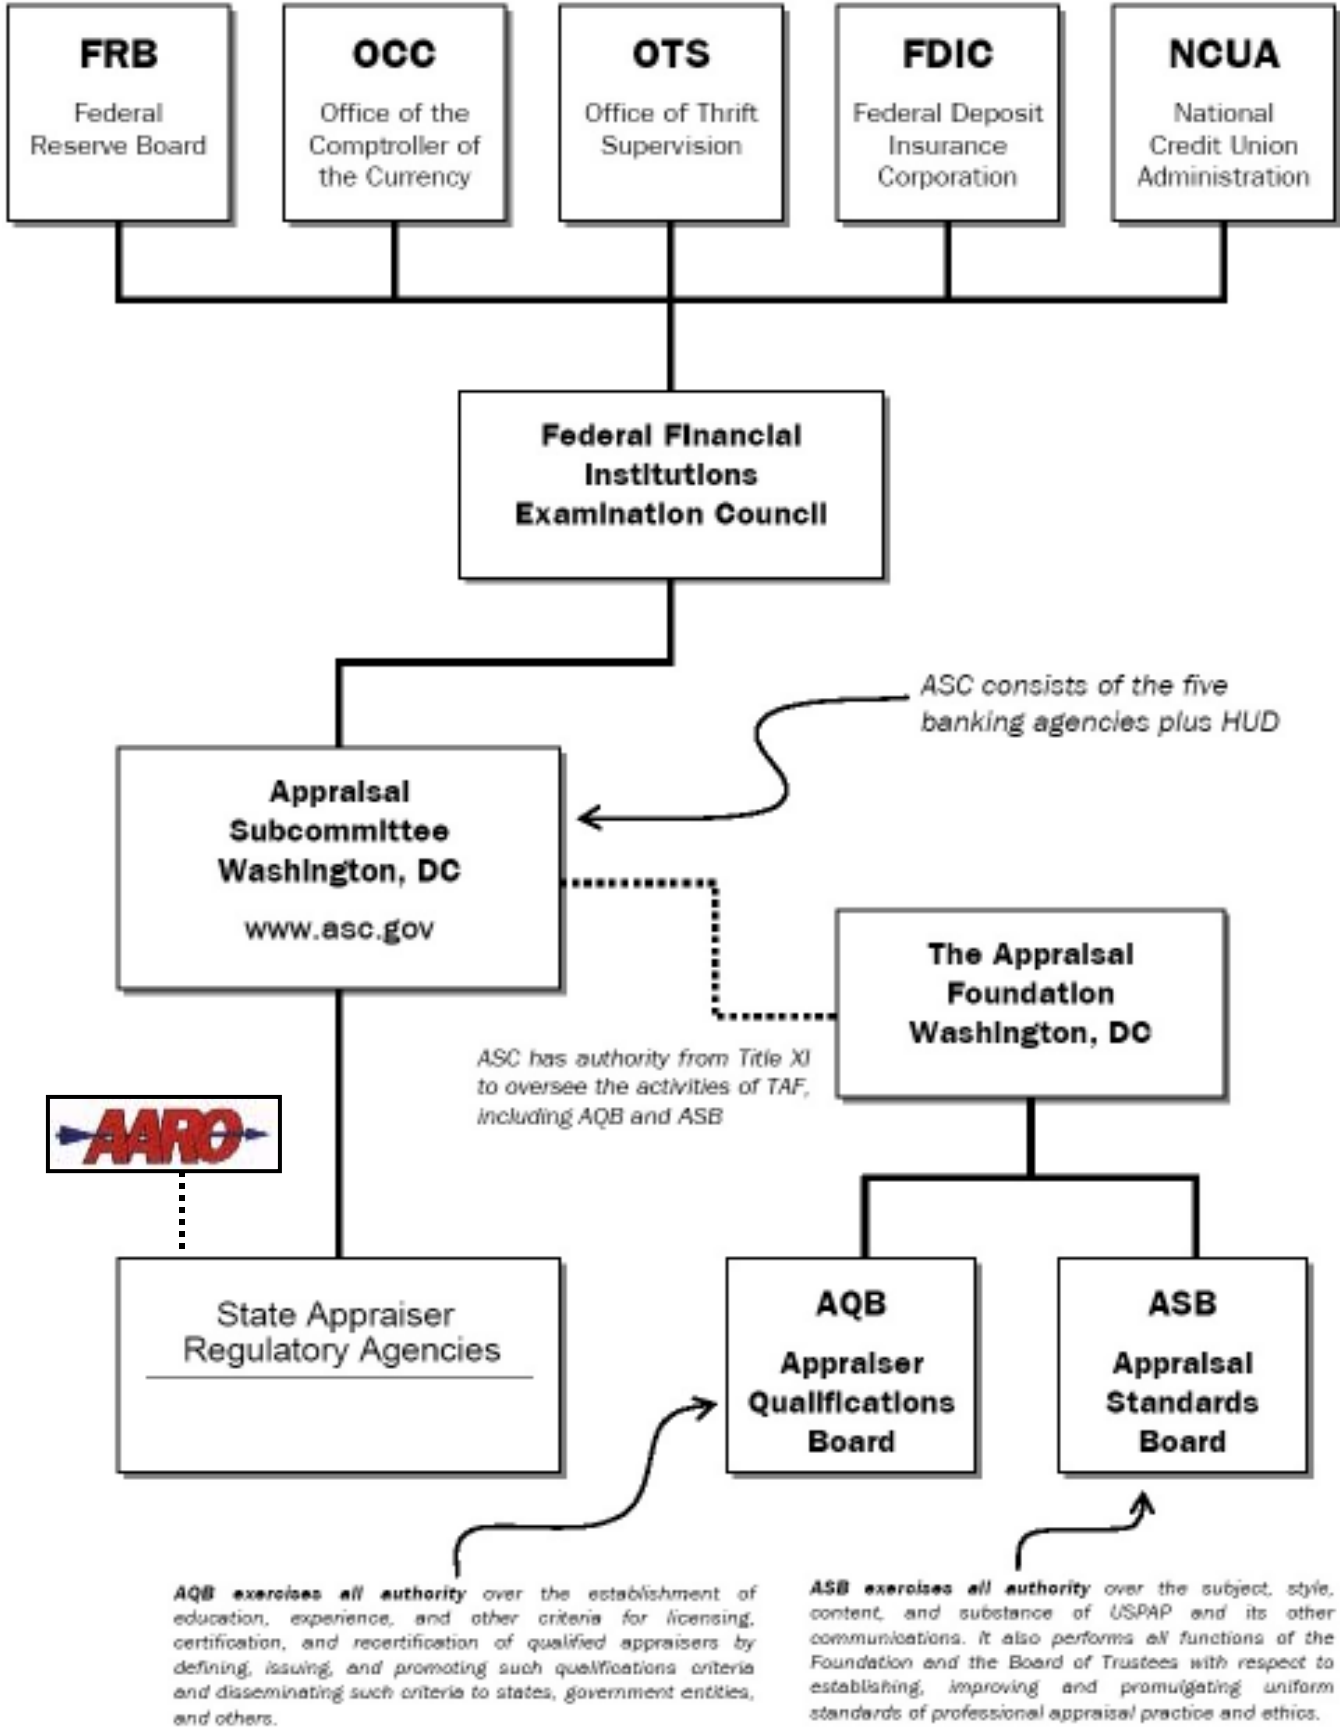 FRB
Federal
Reserve Board
OCC
Office of the
Comptroller of
the Currency
OTS
Office of Thrift
Supervision
FDIC
Federal Deposit
Insurance
Corporation
NCUA
National
Credit Union
Administration
Federal Financial
Institutions
Examination Council
ASC consists of the five
banking agencies plus HUD
Appraisal
Subcommittee
Washington, DC
www.asc.gov
The Appraisal
Foundation
Washington, DC
ASC has authority from Title XI
to oversee the activities of TAF,
including AQB and ASB
AARO
State Appraiser
Regulatory Agencies
AQB
Appraiser
Qualifications
Board
ASB
Appraisal
Standards
Board
AQB exercises all authority over the establishment of
education, experience, and other criteria for licensing,
certification, and recertification of qualified appraisers by
defining, issuing, and promoting such qualifications criteria
and disseminating such criteria to states, government entities,
and others.
ASB exercises all authority over the subject, style,
content, and substance of USPAP and its other
communications. It also performs all functions of the
Foundation and the Board of Trustees with respect to
establishing, improving and promulgating uniform
standards of professional appraisal practice and ethics.